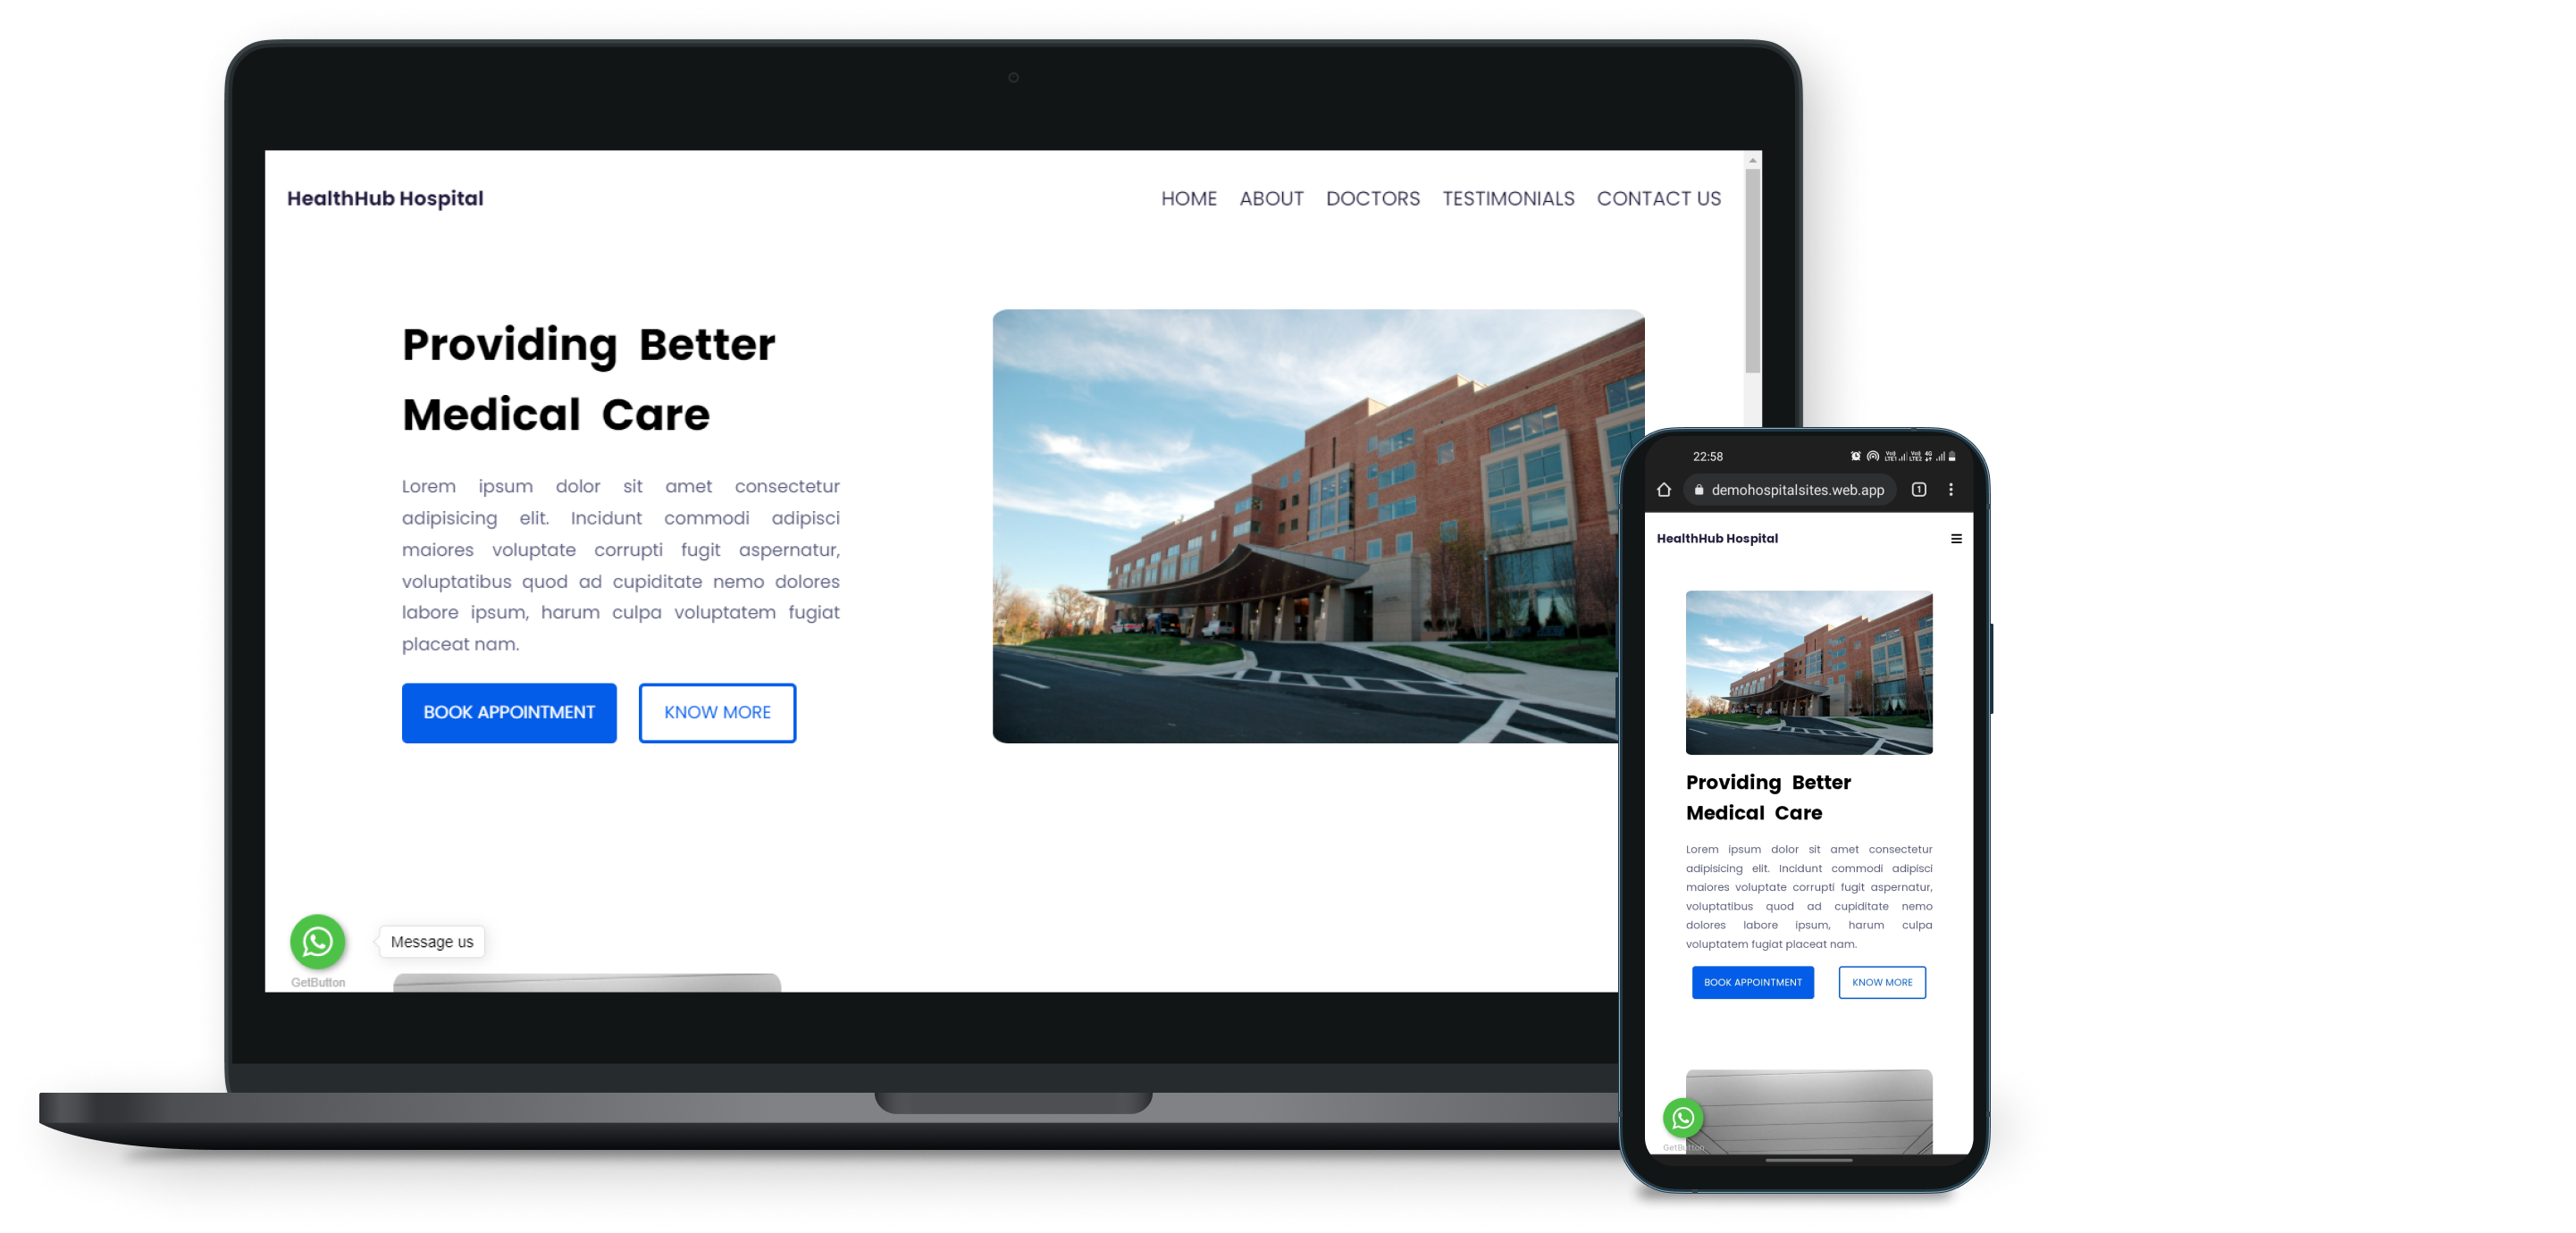 HealthHub Hospital
HOME ABOUT DOCTORS TESTIMONIALS CONTACT US
Providing Better
Medical Care
Lorem ipsum dolor sit amet consectetur
adipisicing elit. Incidunt commodi adipisci
maiores voluptate corrupti fugit aspernatur,
voluptatibus quod ad cupiditate nemo dolores
labore ipsum, harum culpa voluptatem fugiat
placeat nam.
BOOK APPOINTMENT KNOW MORE
Message us
GetButton
22:58
demohospitalsites.web.app 1
HealthHub Hospital
Providing Better
Medical Care
Lorem ipsum dolor sit amet consectetur
adipisicing elit. Incidunt commodi adipisci
maiores voluptate corrupti fugit aspernatur,
voluptatibus quod ad cupiditate nemo
dolores labore ipsum, harum culpa
voluptatem fugiat placeat nam.
BOOK APPOINTMENT KNOW MORE
GetButton